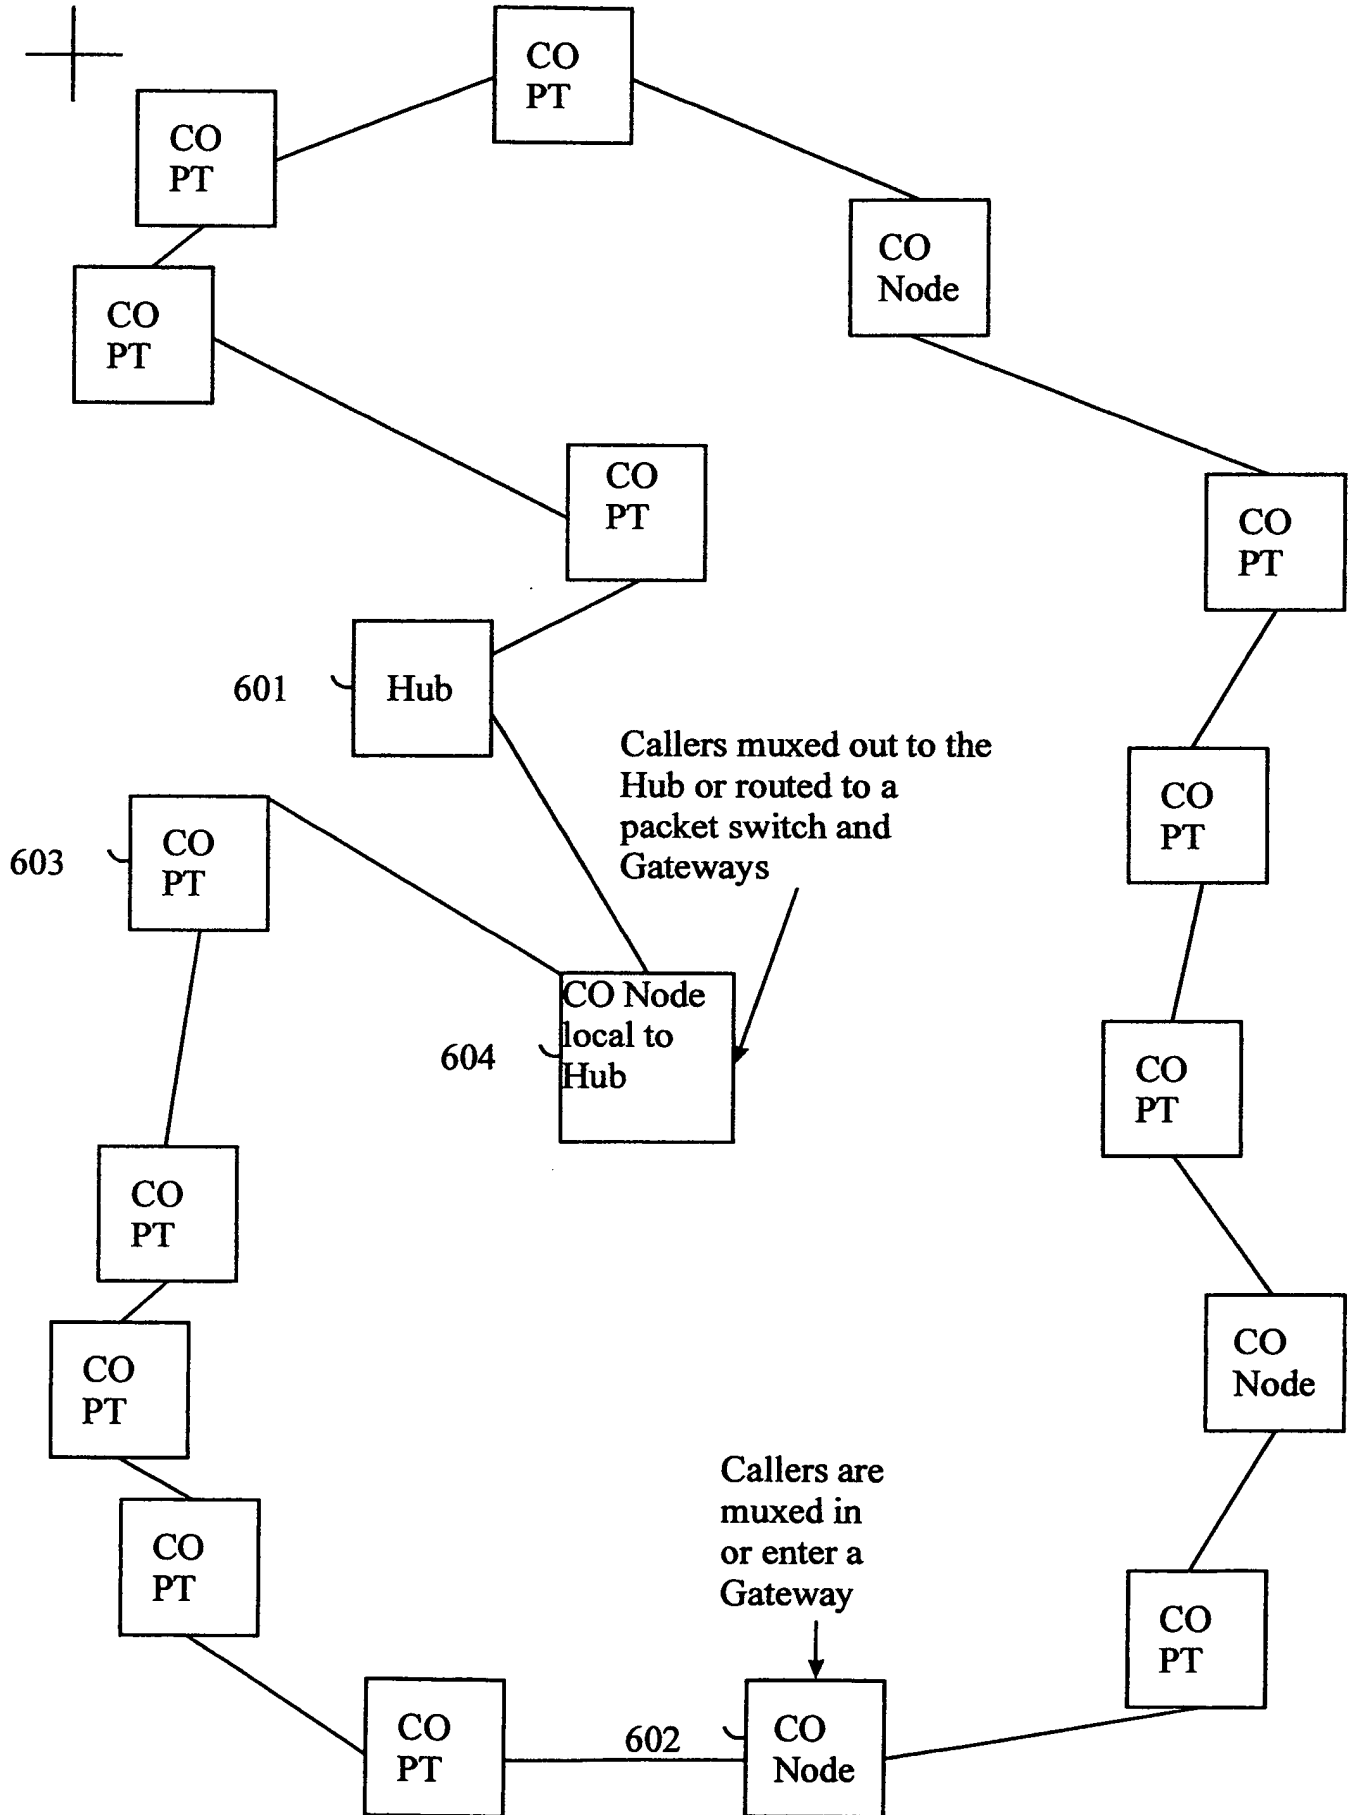 CO
PT
CO
PT
CO
Node
CO
PT
CO
PT
CO
PT
601
Hub
Callers muxed out to the
Hub or routed to a
packet switch and
Gateways
CO
PT
603
CO
PT
604
CO Node
local to
Hub
CO
PT
CO
PT
CO
Node
CO
PT
Callers are
muxed in
or enter a
Gateway
CO
PT
CO
PT
602
CO
Node
CO
PT